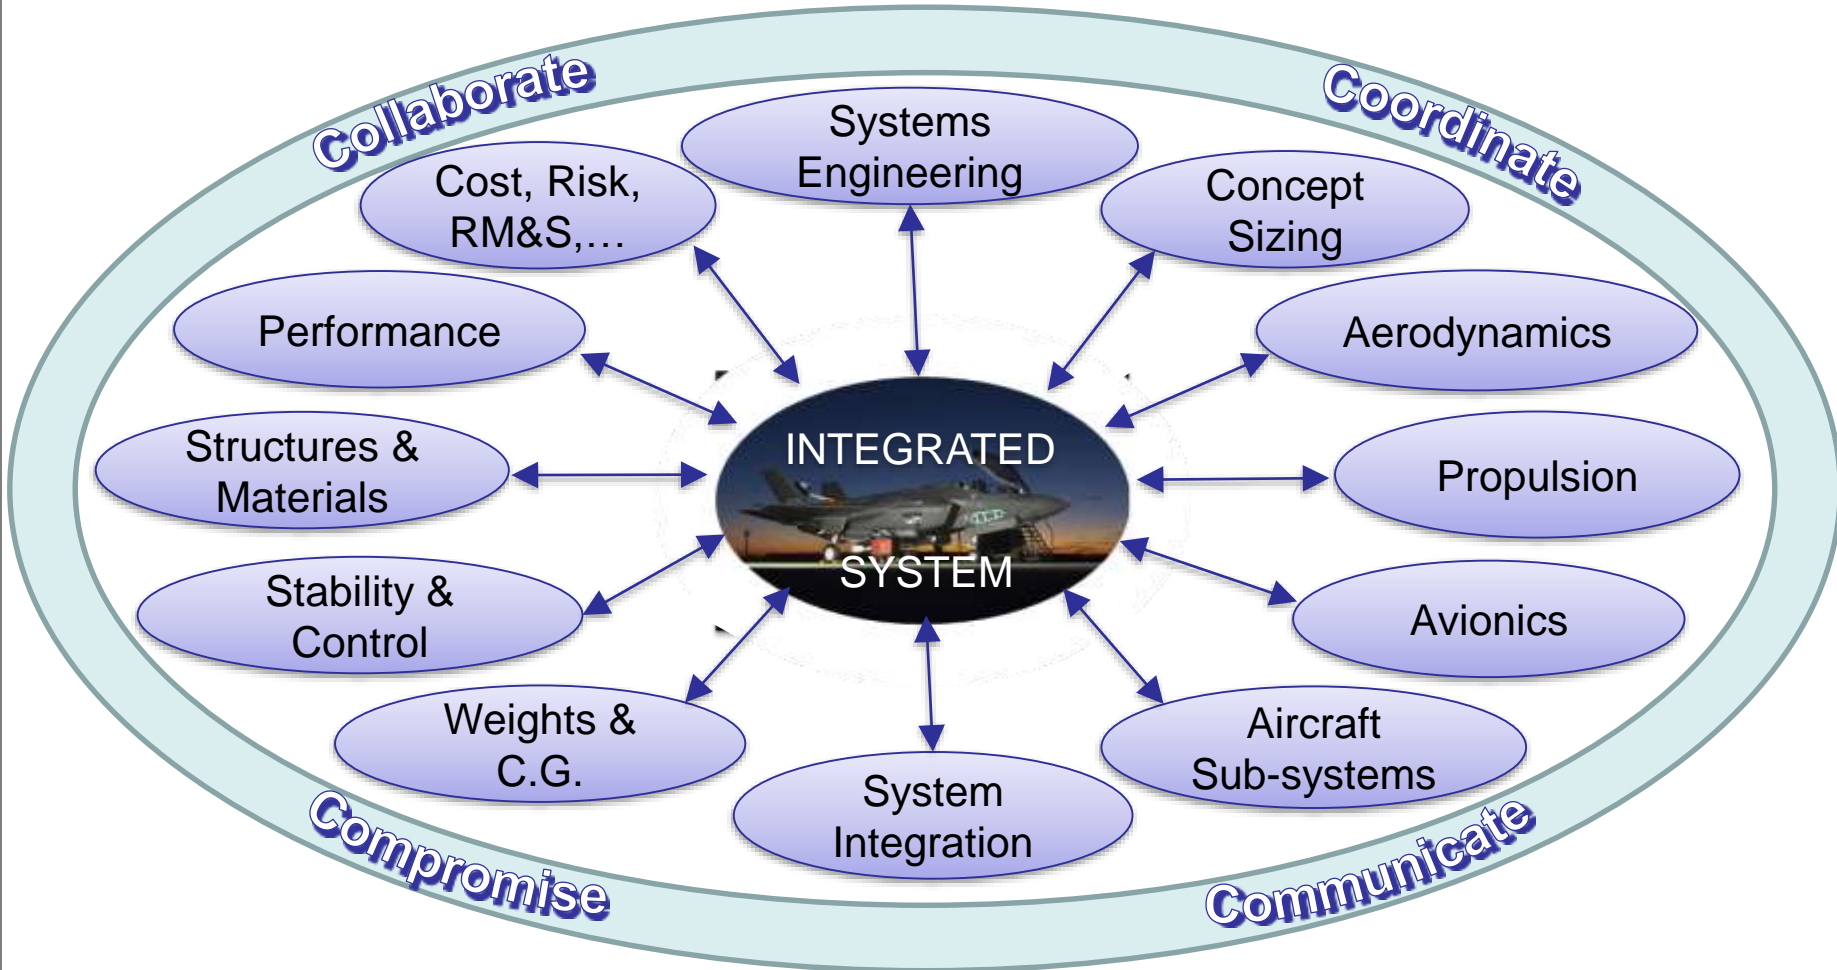 Collaborate
Coordinate
Systems
Engineering
Cost, Risk,
RM&S,…
Concept
Sizing
Performance
Aerodynamics
Structures &
Materials
INTEGRATED
SYSTEM
Propulsion
Stability &
Control
Avionics
Weights &
C.G.
System
Integration
Aircraft
Sub-systems
Compromise
Communicate